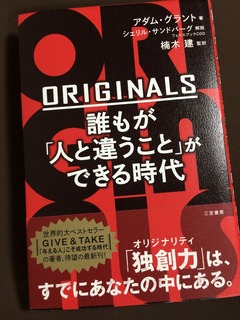 アダム・グラント 著
シェリル・サンドバーグ 解説
フェイスブックCOO
楠木 建 監訳
ORIGINALS
誰もが
「人と違うこと」が
できる時代
三笠書房
世界的大ベストセラー
GIVE & TAKE
「与える人」こそ成功する時代
の著者、待望の最新刊!
オリジナリティ
「独創力」は、
すでにあなたの中にある。